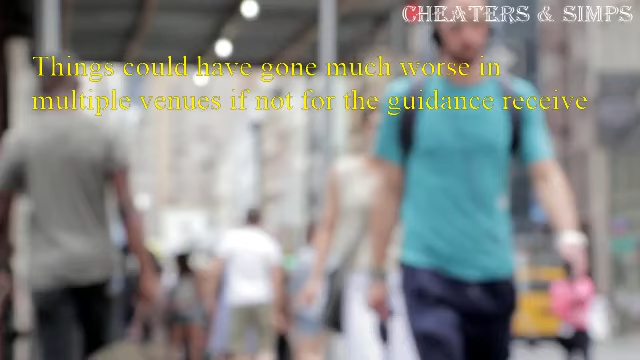 CHEATERS & SIMPS
Things could have gone much worse in
multiple venues if not for the guidance receive